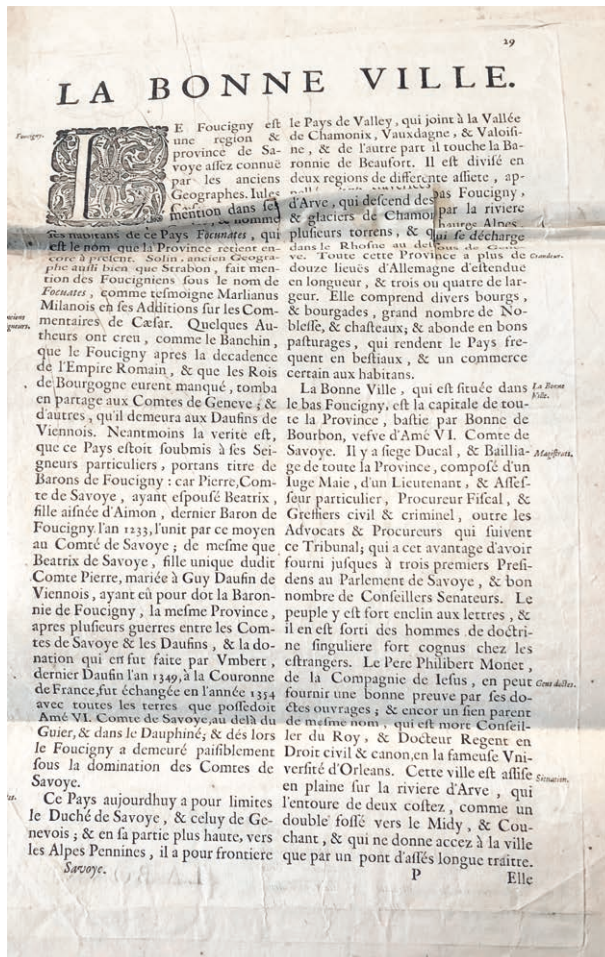 29
LA BONNE VILLE.
Foucigny.
LE Foucigny est
une region &
province de Sa-
voye assez connuë
par les anciens
Geographes. Iules
mention dans ses
& nomme
ses habitans de ce Pays Focunates, qui
est le nom que la Province retient en-
core à present. Solin, ancien Geogra-
phe aussi bien que Strabon, fait men-
tion des Foucigniens sous le nom de
Focuates, comme tesmoigne Marlianus
Milanois en ses Additions sur les Com-
mentaires de Cæsar. Quelques Au-
theurs ont creu, comme le Banchin,
que le Foucigny apres la decadence
de l'Empire Romain, & que les Rois
de Bourgogne eurent manqué, tomba
en partage aux Comtes de Geneve; &
d'autres, qu'il demeura aux Daufins de
Viennois. Neantmoins la verité est,
que ce Pays estoit soubmis à ses Sei-
gneurs particuliers, portans titre de
Barons de Foucigny: car Pierre, Com-
te de Savoye, ayant espousé Beatrix,
fille aisnée d'Aimon, dernier Baron de
Foucigny, l'an 1233, l'unit par ce moyen
au Comté de Savoye; de mesme que
Beatrix de Savoye, fille unique dudit
Comte Pierre, mariée à Guy Daufin de
Viennois, ayant eû pour dot la Baron-
nie de Foucigny, la mesme Province,
apres plusieurs guerres entre les Com-
tes de Savoye & les Daufins, & la do-
nation qui en fut faite par Vmbert,
dernier Daufin l'an 1349, à la Couronne
de France, fut échangée en l'année 1354
avec toutes les terres que possedoit
Amé VI. Comte de Savoye, au delà du
Guier, & dans le Dauphiné; & dés lors
le Foucigny a demeuré paisiblement
sous la domination des Comtes de
Savoye.
Ce Pays aujourdhuy a pour limites
le Duché de Savoye, & celuy de Ge-
nevois; & en sa partie plus haute, vers
les Alpes Pennines, il a pour frontiere
Savoye.
le Pays de Valley, qui joint à la Vallée
de Chamonix, Vauxdagne, & Valoisi-
ne, & de l'autre part il touche la Ba-
ronnie de Beaufort. Il est divisé en
deux regions de differente assiete, ap-
bas Foucigny,
d'Arve, qui descend des
par la riviere
& glaciers de Chamon
hautes Alpes
plusieurs torrens, & qui se décharge
dans le Rhosne au dessous de Gene-
ve. Toute cette Province a plus de
Grandeur.
douze lieuës d'Allemagne d'estenduë
en longueur, & trois ou quatre de lar-
geur. Elle comprend divers bourgs,
& bourgades, grand nombre de No-
blesse, & chasteaux; & abonde en bons
pasturages, qui rendent le Pays fre-
quent en bestiaux, & un commerce
certain aux habitans.
La Bonne Ville, qui est située dans
La Bonne
Ville.
le bas Foucigny, est la capitale de tou-
te la Province, bastie par Bonne de
Bourbon, vefve d'Amé VI. Comte de
Savoye. Il y a siege Ducal, & Baillia-
Magistrats.
ge de toute la Province, composé d'un
Iuge Maie, d'un Lieutenant, & Asses-
seur particulier, Procureur Fiscal, &
Greffiers civil & criminel, outre les
Advocats & Procureurs qui suivent
ce Tribunal; qui a cet avantage d'avoir
fourni jusques à trois premiers Presi-
dens au Parlement de Savoye, & bon
nombre de Conseillers Senateurs. Le
peuple y est fort enclin aux lettres, &
il en est sorti des hommes de doctri-
ne singuliere fort cognus chez les
estrangers. Le Pere Philibert Monet,
de la Compagnie de Iesus, en peut
Gens doctes.
fournir une bonne preuve par ses do-
ctes ouvrages; & encor un sien parent
de mesme nom, qui est mort Conseil-
ler du Roy, & Docteur Regent en
Droit civil & canon, en la fameuse Vni-
versité d'Orleans. Cette ville est assise
Situation.
en plaine sur la riviere d'Arve, qui
l'entoure de deux costez, comme un
double fossé vers le Midy, & Cou-
chant, & qui ne donne accez à la ville
que par un pont d'assés longue traitte.
P
Elle